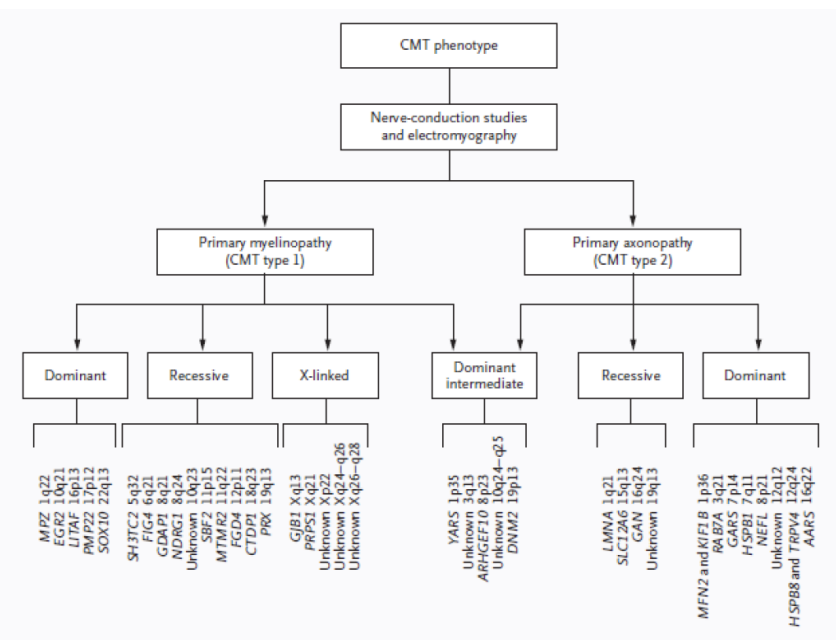 CMT phenotype
Nerve-conduction studies
and electromyography
Primary myelinopathy
(CMT type 1)
Primary axonopathy
(CMT type 2)
Dominant
Recessive
X-linked
Dominant
intermediate
Recessive
Dominant
MPZ 1q22
EGR2 10q21
LITAF 16p13
PMP22 17p12
SOX10 22q13
SH3TC2 5q32
FIG4 6q21
GDAP1 8q21
NDRG1 8q24
Unknown 10q23
SBF2 11p15
MTMR2 11q22
FGD4 12p11
CTDP1 18q23
PRX 19q13
GJB1 Xq13
PRPS1 Xq21
Unknown Xp22
Unknown Xq24–q26
Unknown Xq26–q28
YARS 1p35
Unknown 3q13
ARHGEF10 8p23
Unknown 10q24–q25
DNM2 19p13
LMNA 1q21
SLC12A6 15q13
GAN 16q24
Unknown 19q13
MFN2 and KIF1B 1p36
RAB7A 3q21
GARS 7p14
HSPB1 7q11
NEFL 8p21
Unknown 12q12
HSPB8 and TRPV4 12q24
AARS 16q22